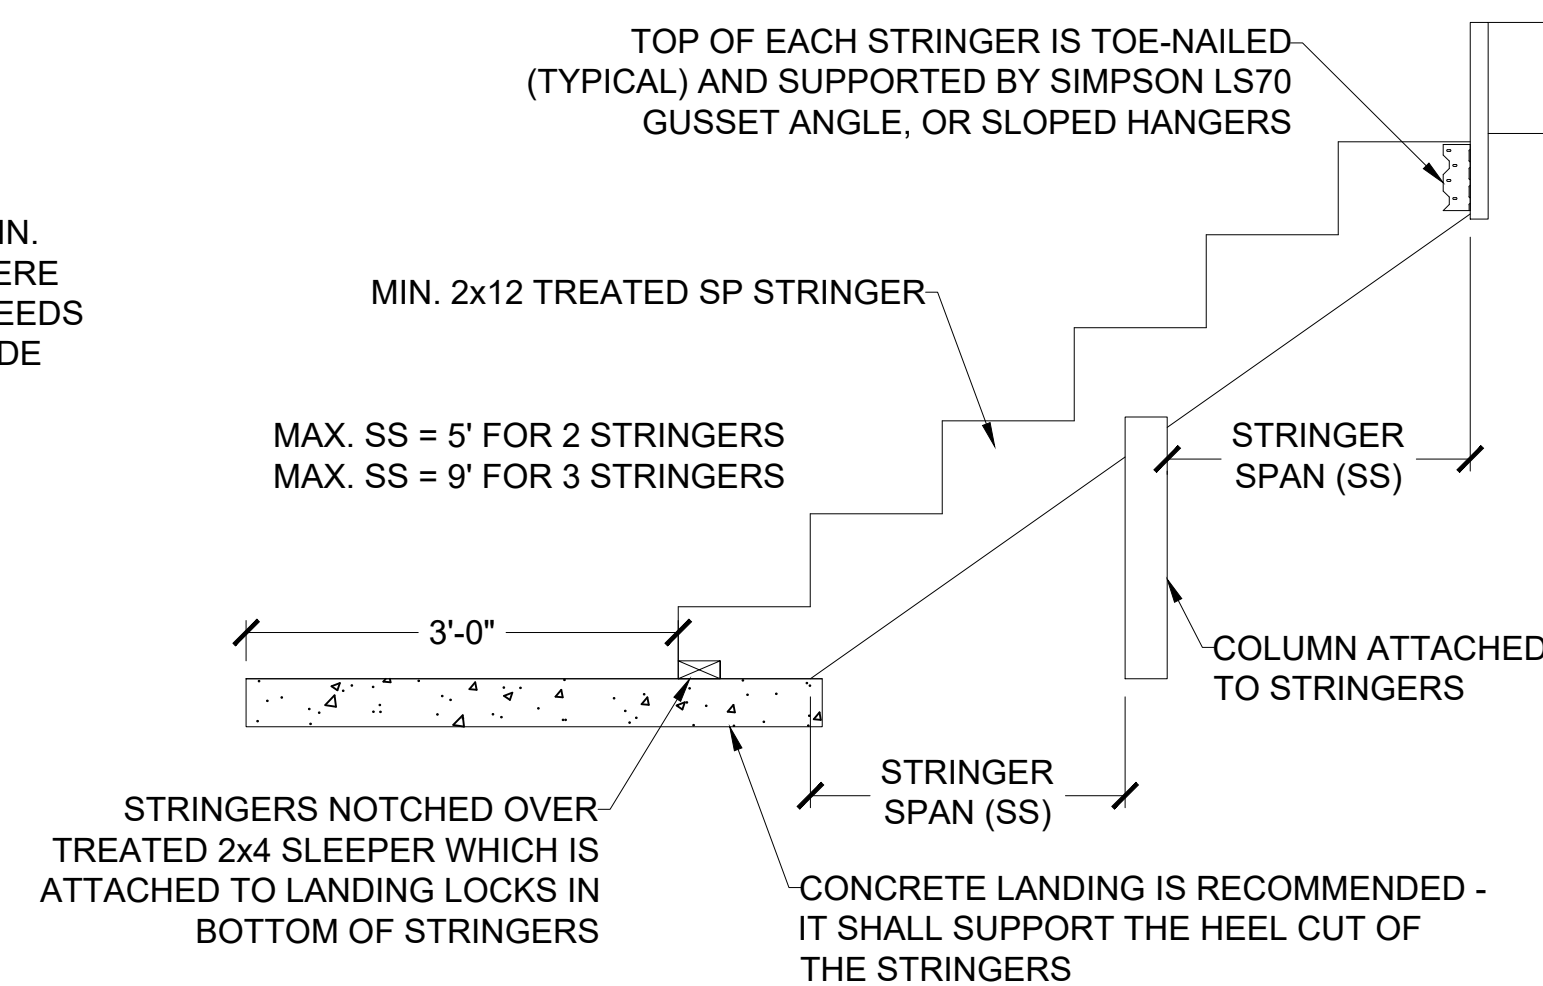 TOP OF EACH STRINGER IS TOE-NAILED
(TYPICAL) AND SUPPORTED BY SIMPSON LS70
GUSSET ANGLE, OR SLOPED HANGERS
IN.
ERE
EEDS
DE
MIN. 2x12 TREATED SP STRINGER
MAX. SS = 5' FOR 2 STRINGERS
MAX. SS = 9' FOR 3 STRINGERS
STRINGER
SPAN (SS)
3'-0"
COLUMN ATTACHED
TO STRINGERS
STRINGER
SPAN (SS)
STRINGERS NOTCHED OVER
TREATED 2x4 SLEEPER WHICH IS
ATTACHED TO LANDING LOCKS IN
BOTTOM OF STRINGERS
CONCRETE LANDING IS RECOMMENDED -
IT SHALL SUPPORT THE HEEL CUT OF
THE STRINGERS